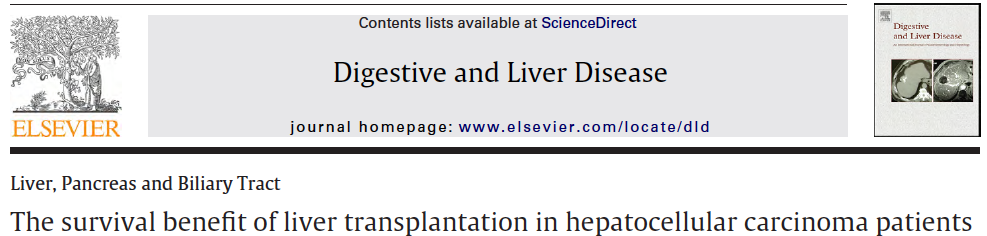 Contents lists available at ScienceDirect
Digestive and Liver Disease
journal homepage: www.elsevier.com/locate/dld
ELSEVIER
Digestive
and Liver Disease
Liver, Pancreas and Biliary Tract
The survival benefit of liver transplantation in hepatocellular carcinoma patients